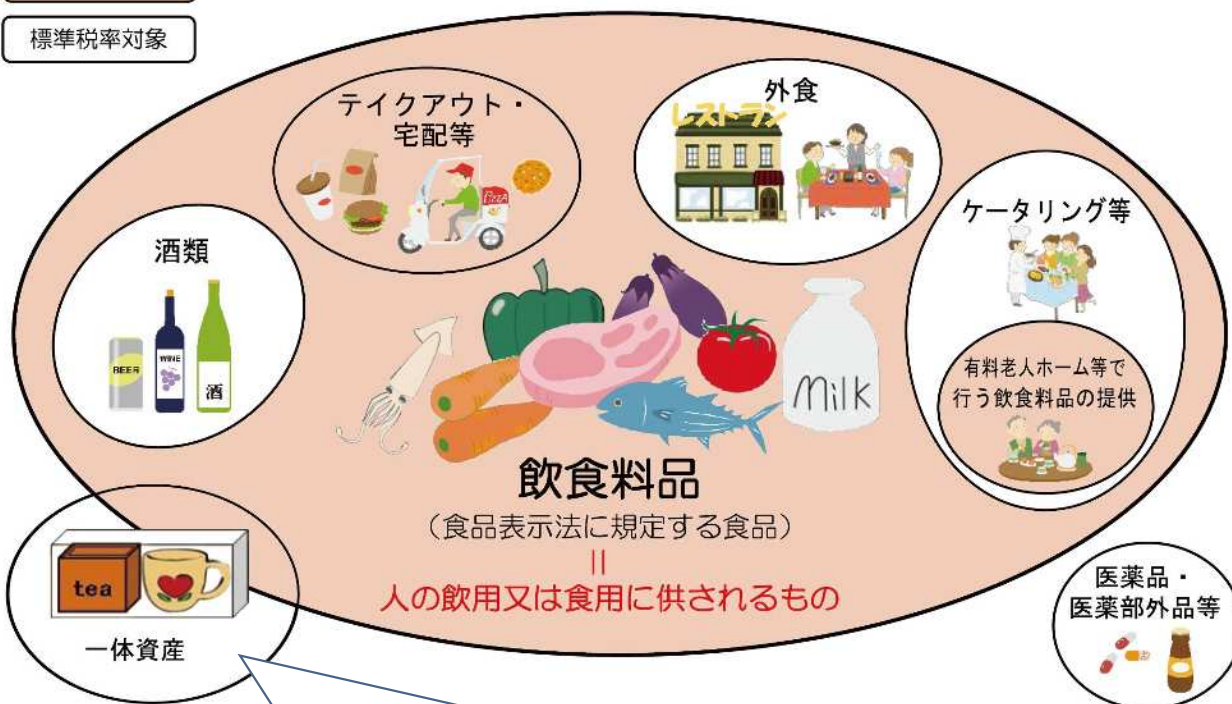 標準税率対象
テイクアウト・
宅配等
PIZZA
外食
レストラン
ケータリング等
酒類
BEER
WINE
酒
Milk
有料老人ホーム等で
行う飲食料品の提供
飲食料品
（食品表示法に規定する食品）
＝
人の飲用又は食用に供されるもの
tea
一体資産
医薬品・
医薬部外品等